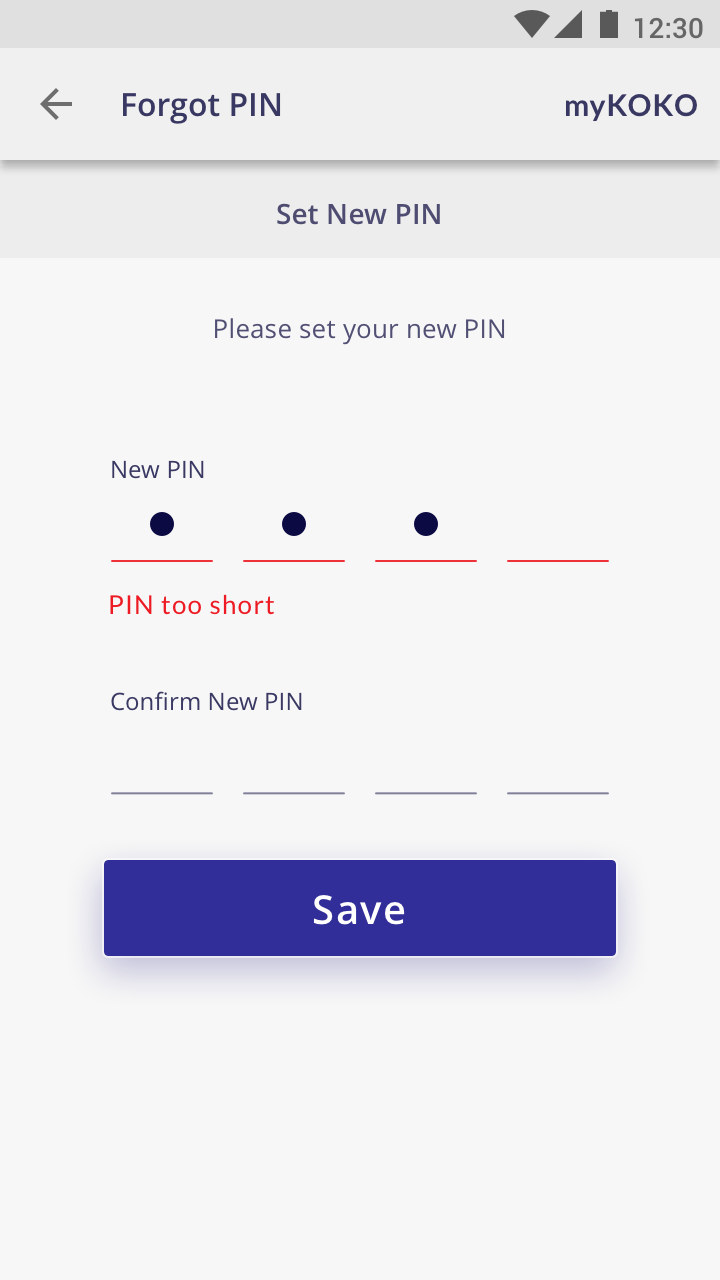 12:30
Forgot PIN
myKOKO
Set New PIN
Please set your new PIN
New PIN
PIN too short
Confirm New PIN
Save